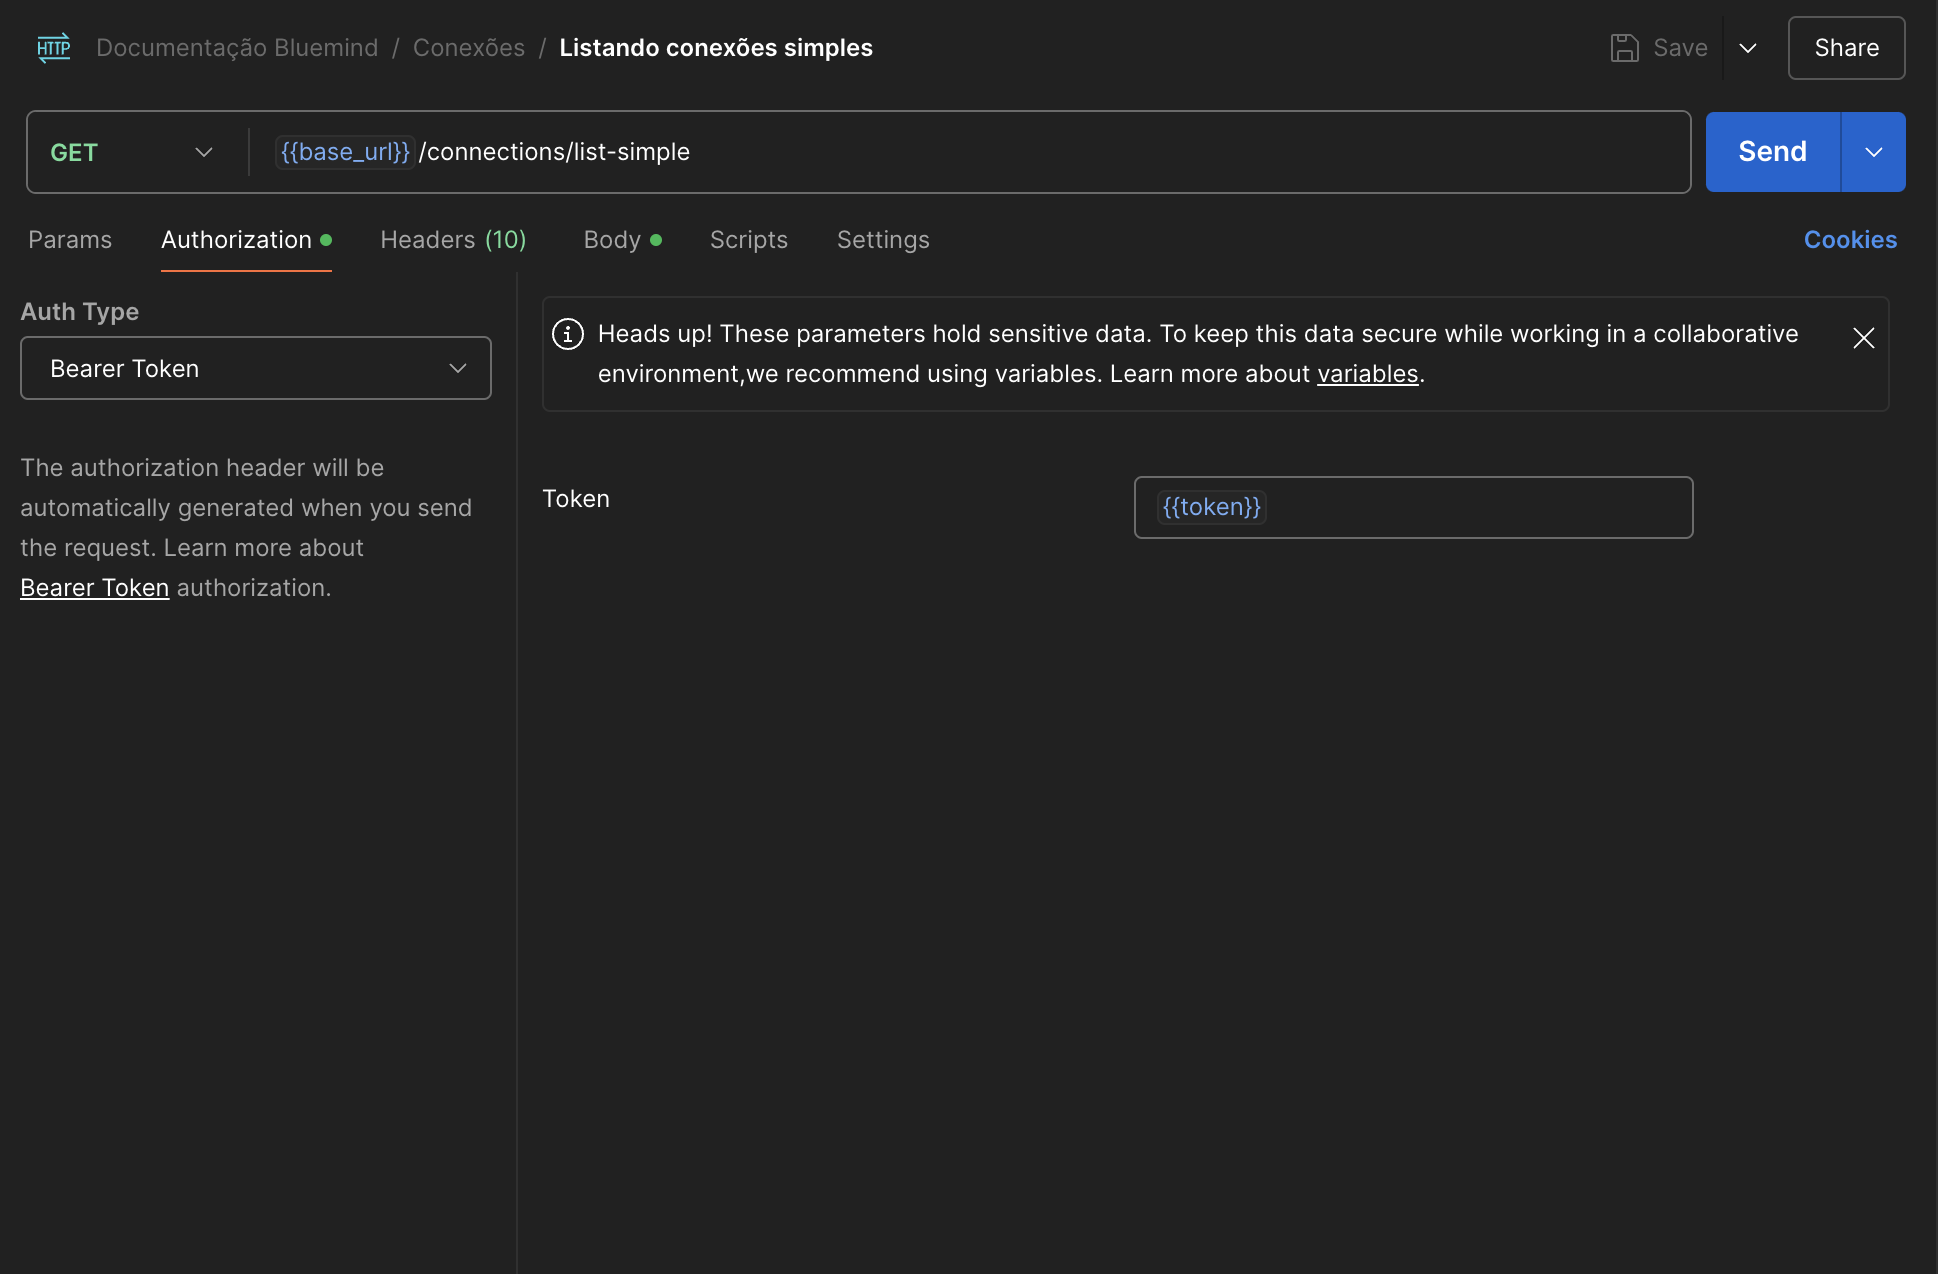 HTTP Documentação Bluemind / Conexões / Listando conexões simples Save Share
GET {{base_url}} /connections/list-simple Send
Params Authorization Headers (10) Body Scripts Settings Cookies
Auth Type
Bearer Token
The authorization header will be
automatically generated when you send
the request. Learn more about
Bearer Token authorization.
Heads up! These parameters hold sensitive data. To keep this data secure while working in a collaborative
environment,we recommend using variables. Learn more about variables.
Token {{token}}